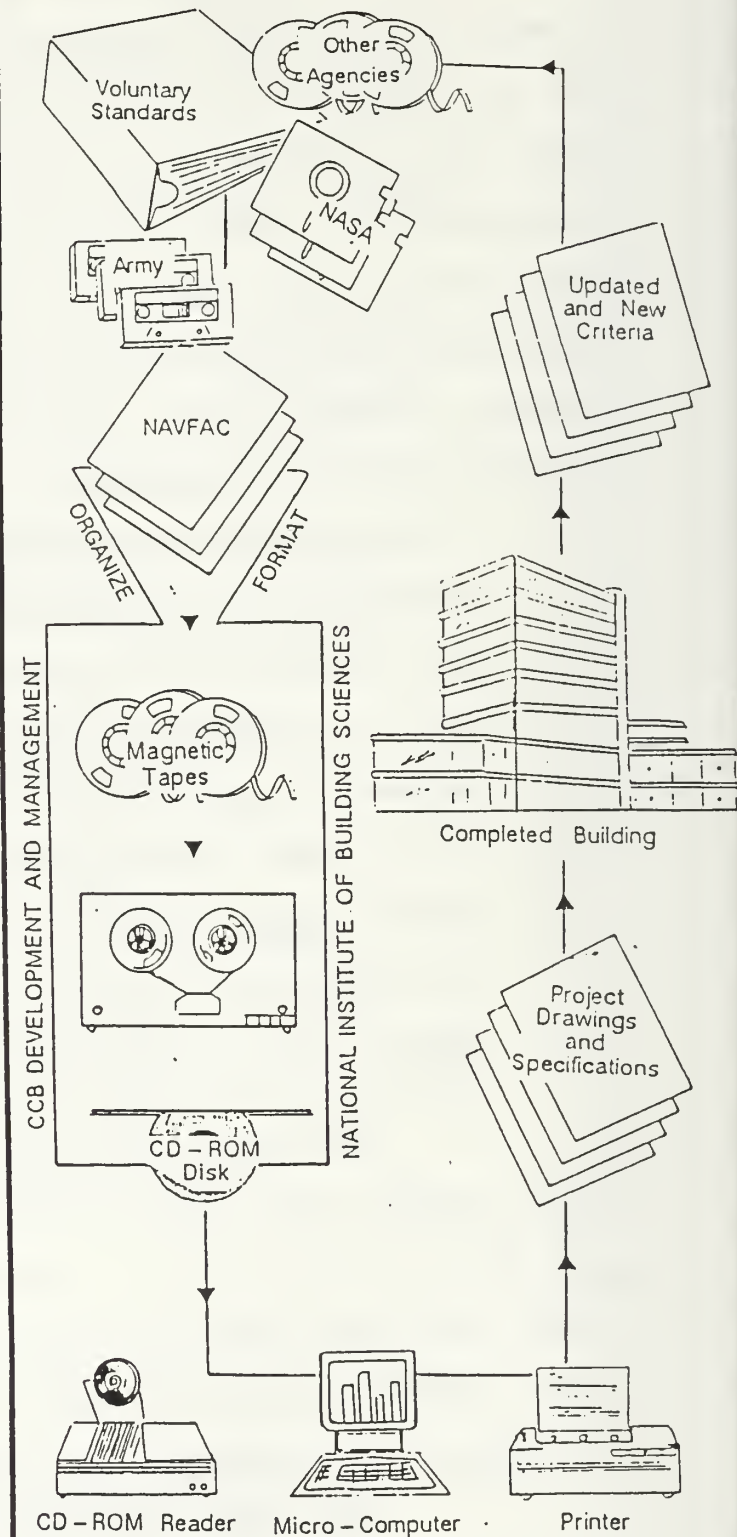 Other
Agencies
Voluntary
Standards
NASA
Army
Updated
and New
Criteria
NAVFAC
ORGANIZE
FORMAT
CCB DEVELOPMENT AND MANAGEMENT
NATIONAL INSTITUTE OF BUILDING SCIENCES
Magnetic
Tapes
Completed Building
Project
Drawings
and
Specifications
CD-ROM
Disk
CD-ROM Reader
Micro-Computer
Printer